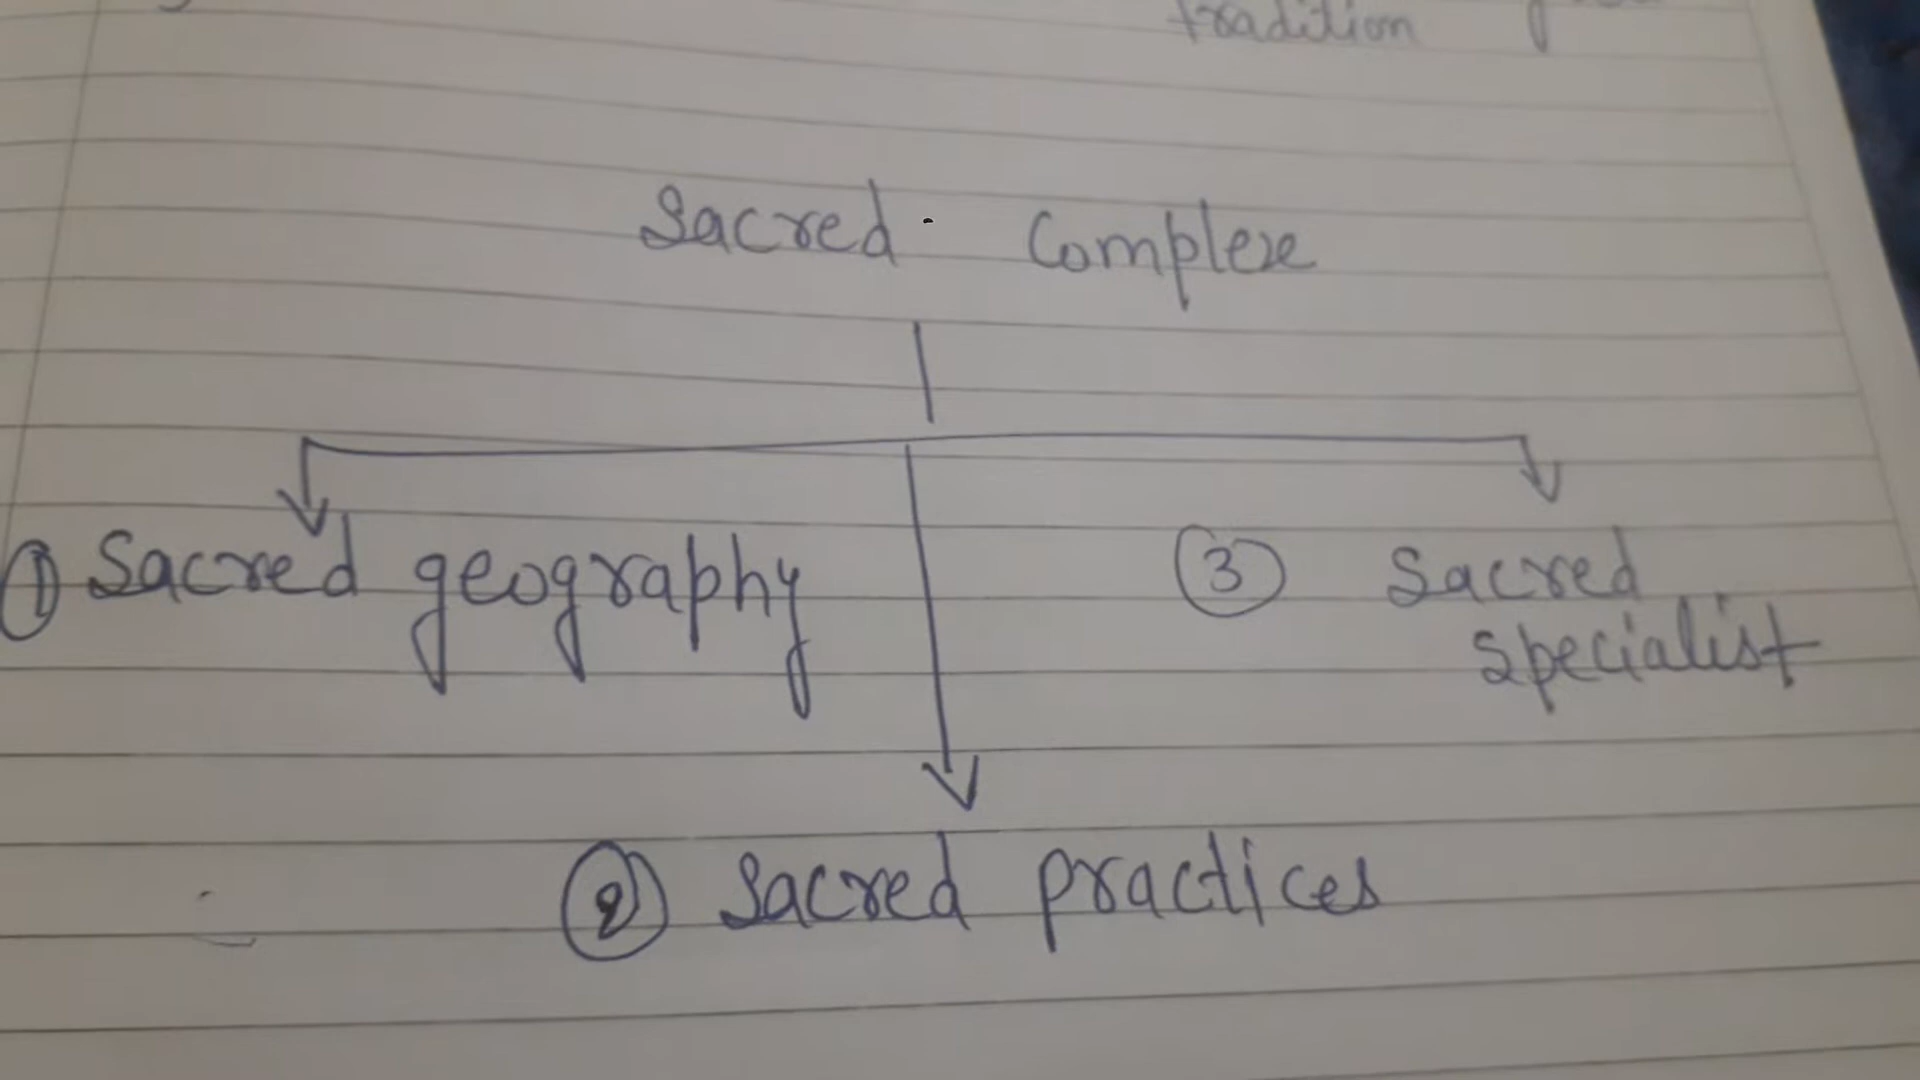 tradition
Sacred Complex
① Sacred geography
③ Sacred
specialist
② Sacred practices